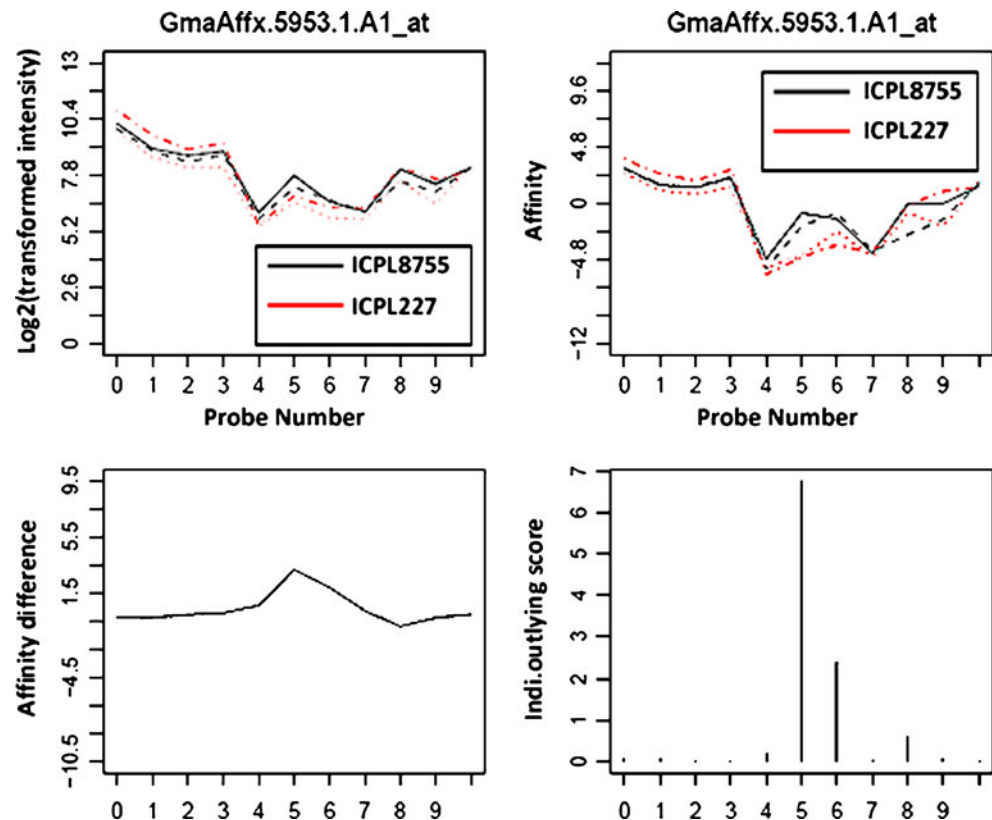 GmaAffx.5953.1.A1_at
Log2(transformed intensity)
13
10.4
7.8
5.2
2.6
0
ICPL8755
ICPL227
0 1 2 3 4 5 6 7 8 9
Probe Number
GmaAffx.5953.1.A1_at
Affinity
9.6
4.8
0
−4.8
−12
ICPL8755
ICPL227
0 1 2 3 4 5 6 7 8 9
Probe Number
Affinity difference
9.5
5.5
1.5
−4.5
−10.5
0 1 2 3 4 5 6 7 8 9
Indi.outlying score
7
6
5
4
3
2
1
0
0 1 2 3 4 5 6 7 8 9